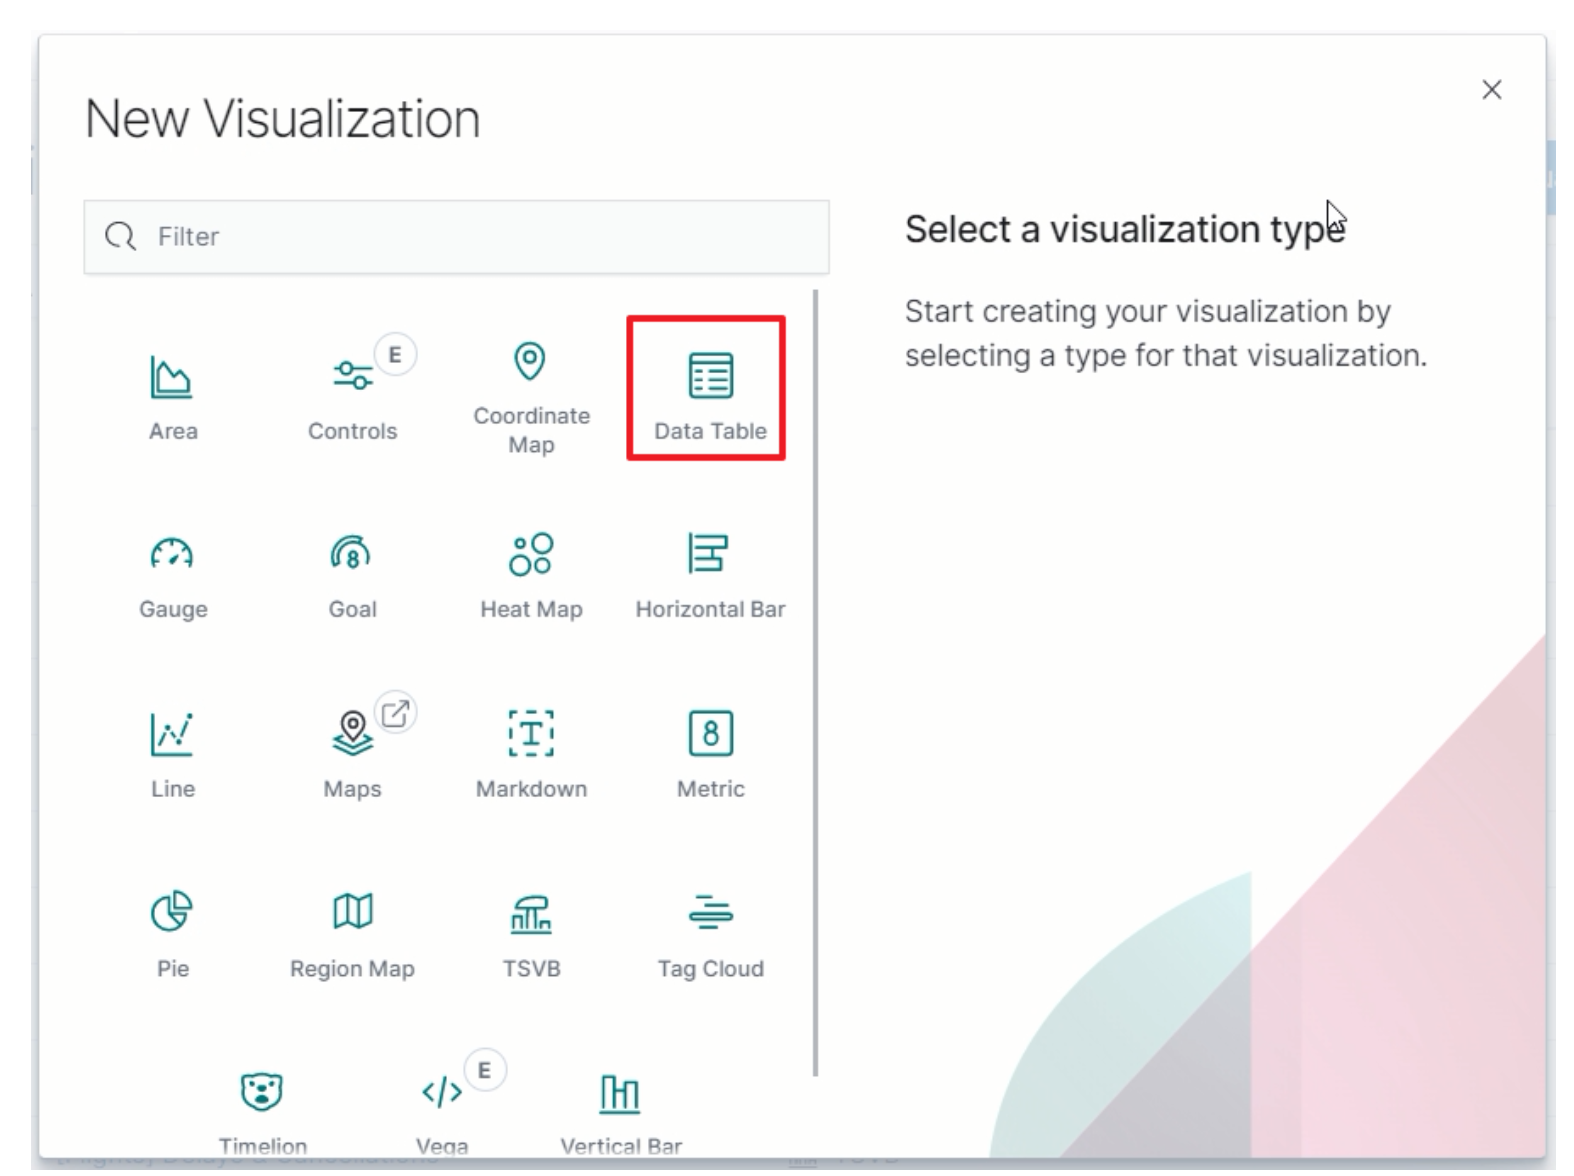 New Visualization
Filter
Select a visualization type
Start creating your visualization by
selecting a type for that visualization.
E
Area
Controls
Coordinate
Map
Data Table
8
Gauge
Goal
Heat Map
Horizontal Bar
T
8
Line
Maps
Markdown
Metric
Pie
Region Map
TSVB
Tag Cloud
</> E
Timelion
Vega
Vertical Bar